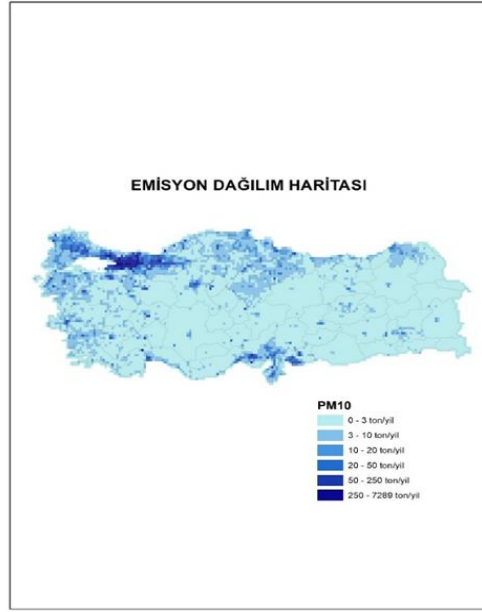 EMİSYON DAĞILIM HARİTASI
PM10
0 - 3 ton/yil
3 - 10 ton/yil
10 - 20 ton/yil
20 - 50 ton/yil
50 - 250 ton/yil
250 - 7289 ton/yil